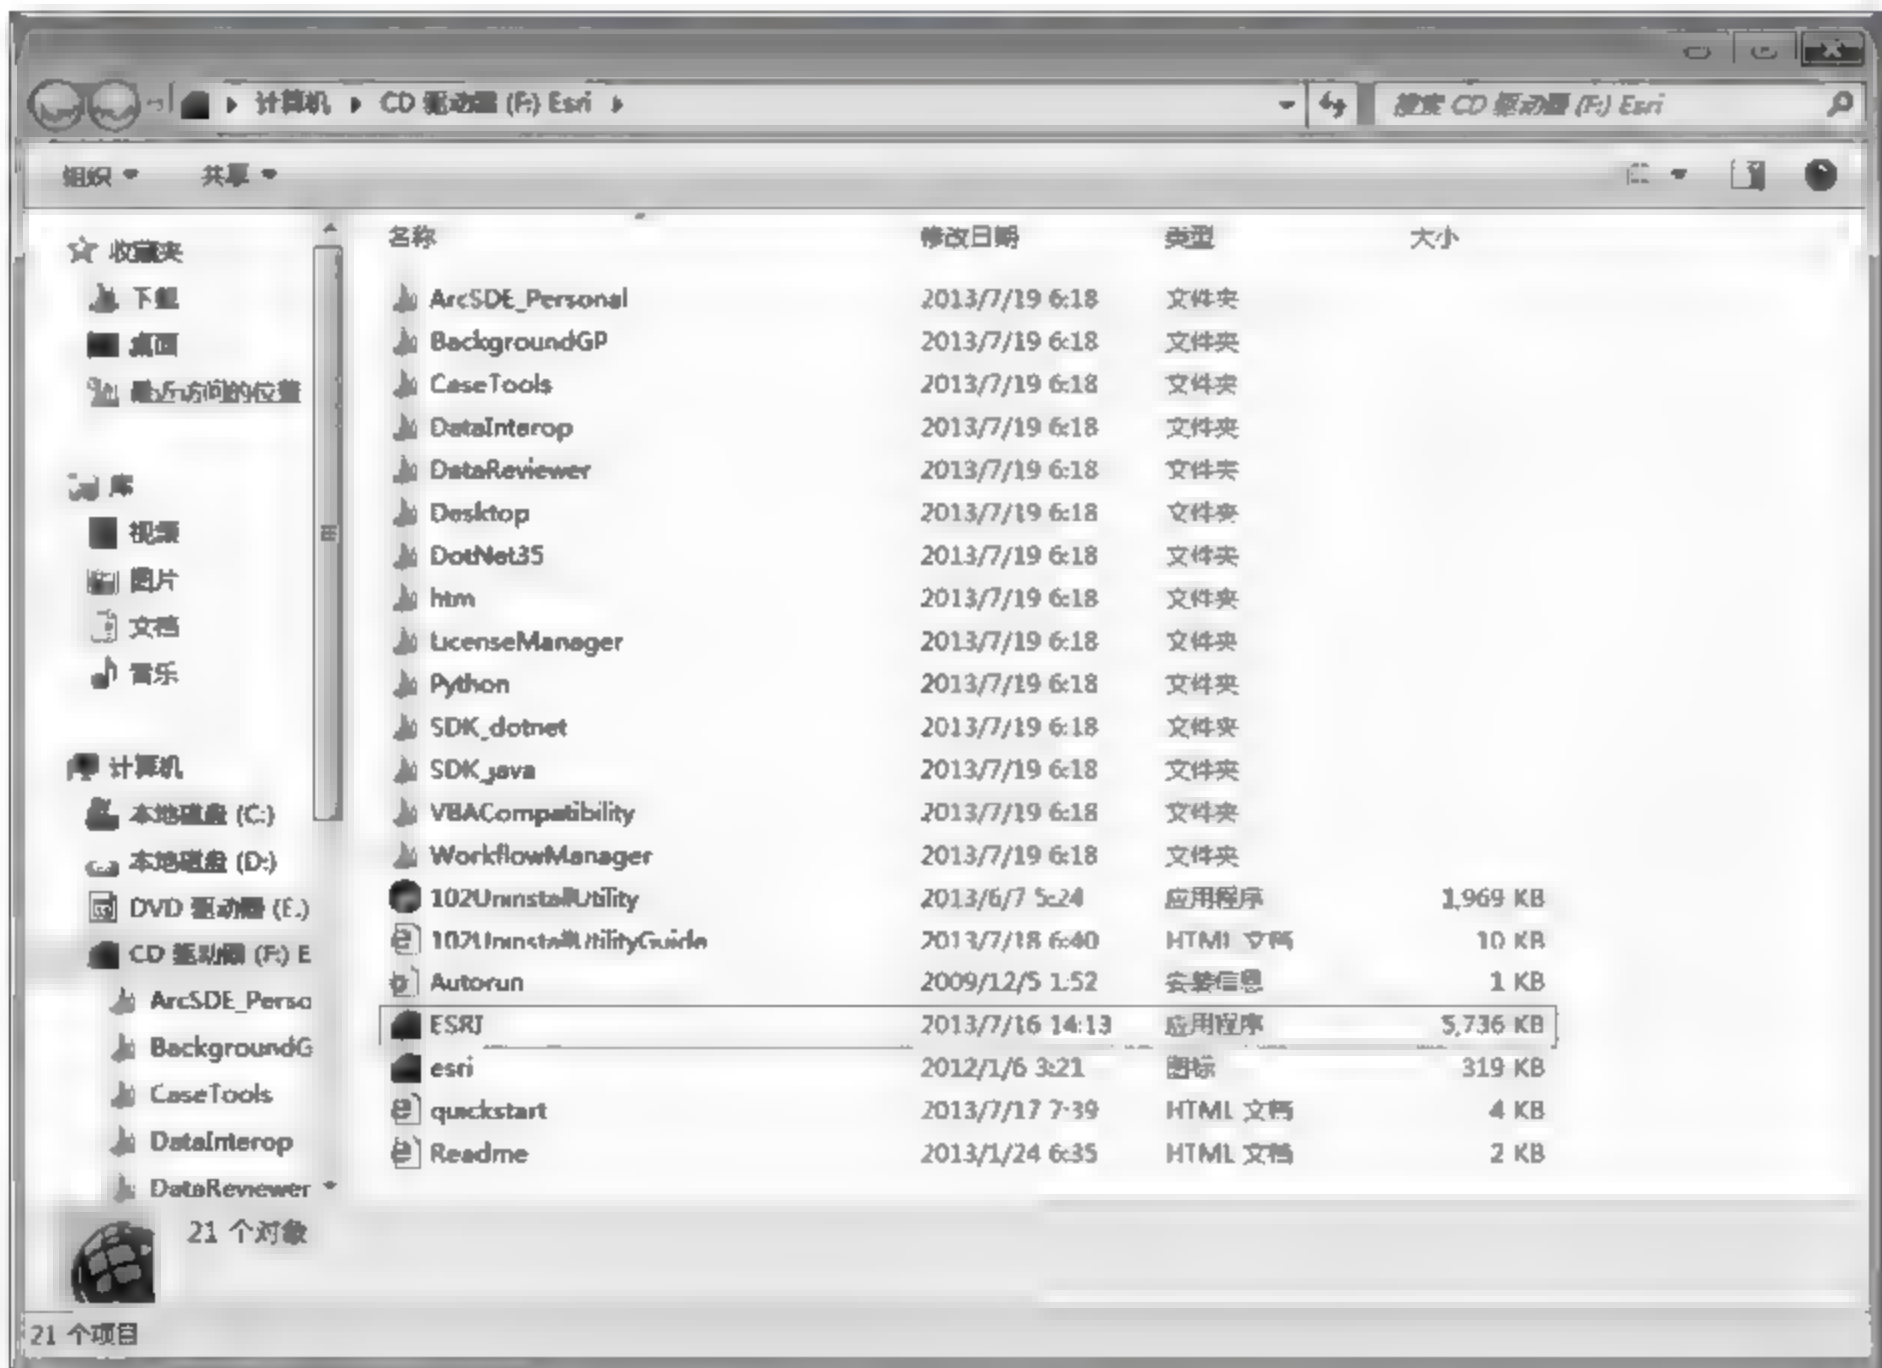 计算机 CD 驱动器 (F:) Esri
搜索 CD 驱动器 (F:) Esri
组织 共享
收藏夹
下载
桌面
最近访问的位置
库
视频
图片
文档
音乐
计算机
本地磁盘 (C:)
本地磁盘 (D:)
DVD 驱动器 (E:)
CD 驱动器 (F:) E
ArcSDE_Perso
BackgroundG
CaseTools
DataInterop
DataReviewer
名称 修改日期 类型 大小
ArcSDE_Personal 2013/7/19 6:18 文件夹
BackgroundGP 2013/7/19 6:18 文件夹
CaseTools 2013/7/19 6:18 文件夹
DataInterop 2013/7/19 6:18 文件夹
DataReviewer 2013/7/19 6:18 文件夹
Desktop 2013/7/19 6:18 文件夹
DotNet35 2013/7/19 6:18 文件夹
htm 2013/7/19 6:18 文件夹
LicenseManager 2013/7/19 6:18 文件夹
Python 2013/7/19 6:18 文件夹
SDK_dotnet 2013/7/19 6:18 文件夹
SDK_java 2013/7/19 6:18 文件夹
VBACompatibility 2013/7/19 6:18 文件夹
WorkflowManager 2013/7/19 6:18 文件夹
102UninstallUtility 2013/6/7 5:24 应用程序 1,969 KB
102UninstallUtilityGuide 2013/7/18 6:40 HTML 文档 10 KB
Autorun 2009/12/5 1:52 安装信息 1 KB
ESRI 2013/7/16 14:13 应用程序 5,736 KB
esri 2012/1/6 3:21 图标 319 KB
quickstart 2013/7/17 7:39 HTML 文档 4 KB
Readme 2013/1/24 6:35 HTML 文档 2 KB
21 个对象
21 个项目